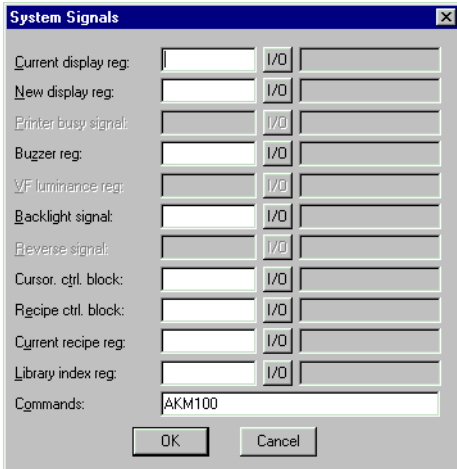 System Signals
Current display reg: I/O
New display reg: I/O
Printer busy signal: I/O
Buzzer reg: I/O
VF luminance reg: I/O
Backlight signal: I/O
Reverse signal: I/O
Cursor. ctrl. block: I/O
Recipe ctrl. block: I/O
Current recipe reg: I/O
Library index reg: I/O
Commands: AKM100
OK Cancel